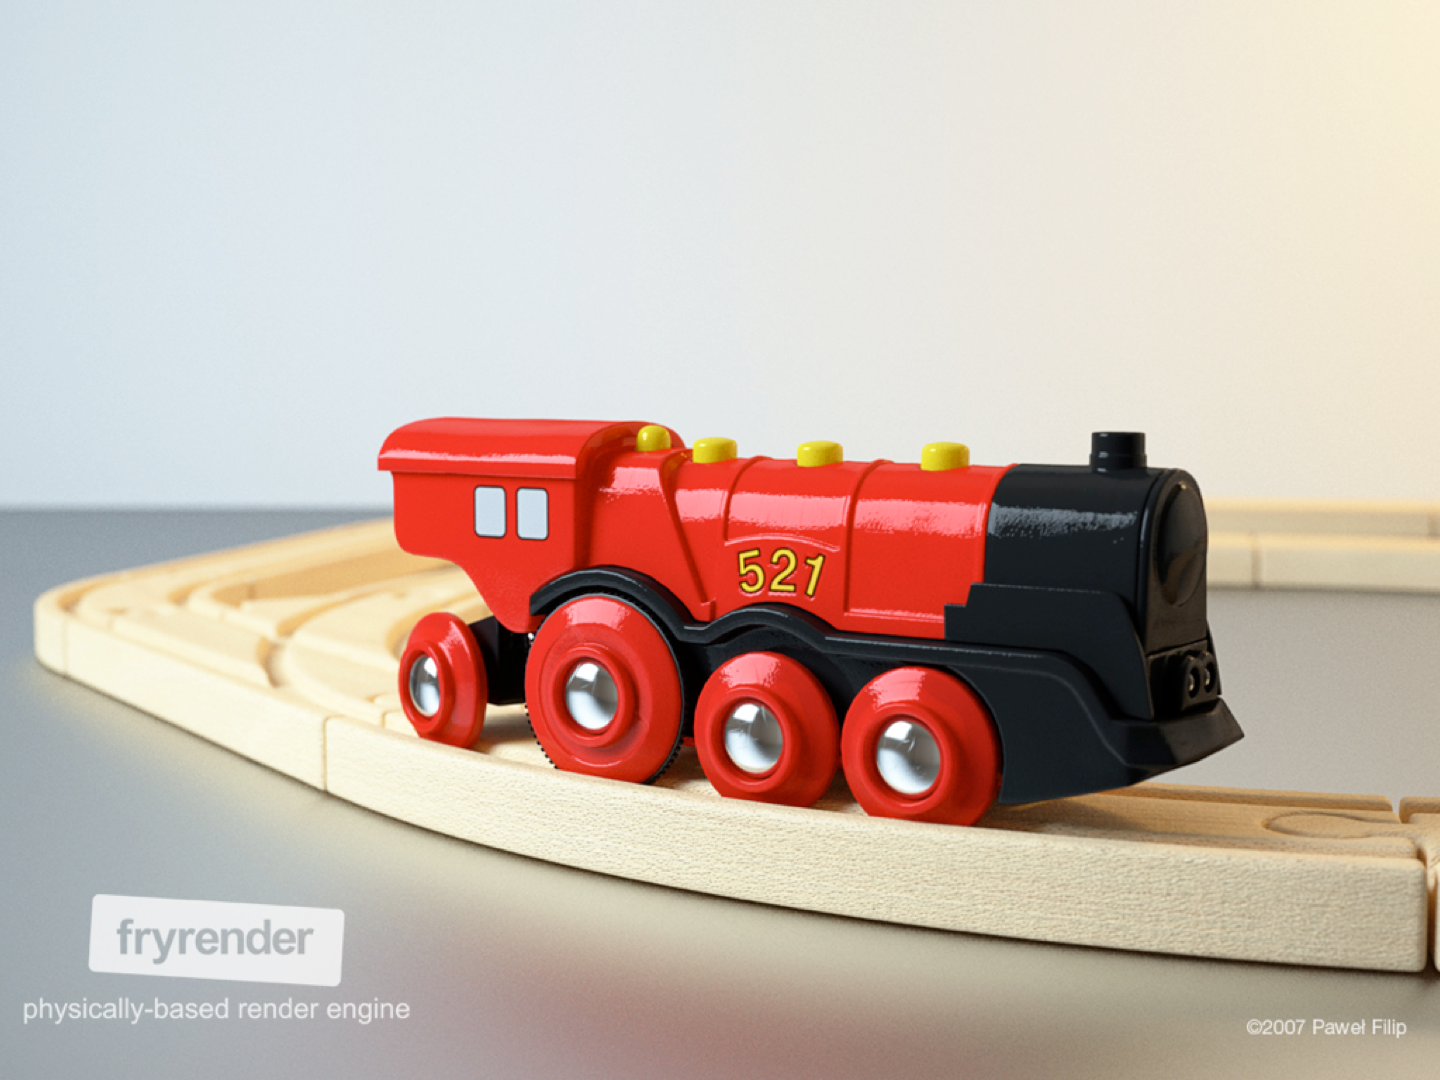 521
fryrender
physically-based render engine
©2007 Paweł Filip